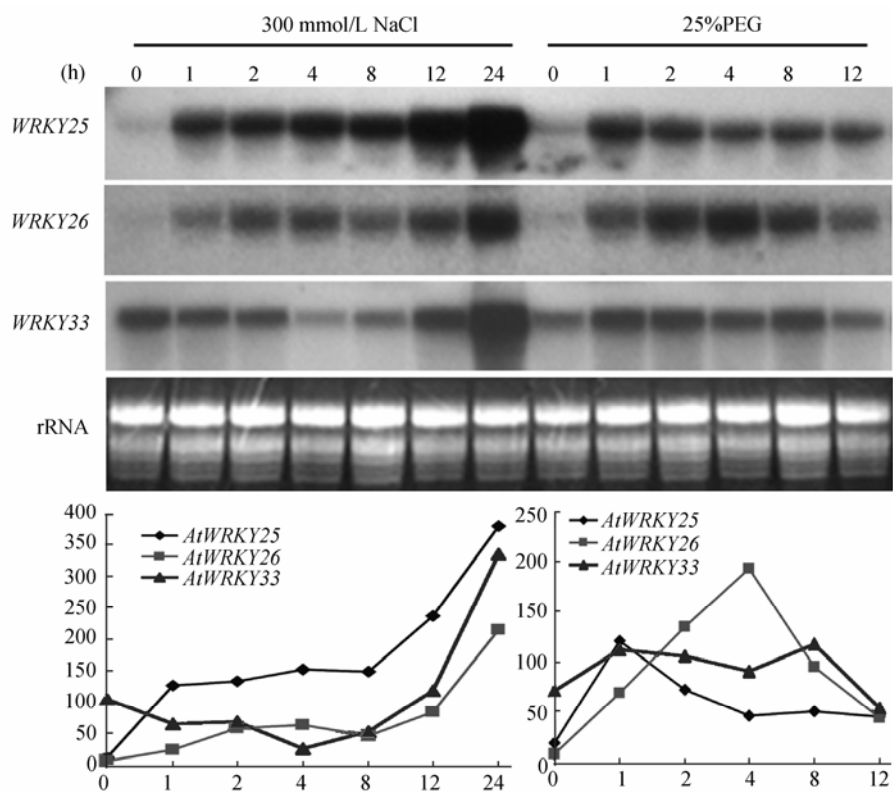 300 mmol/L NaCl 25%PEG
(h) 0 1 2 4 8 12 24 0 1 2 4 8 12
WRKY25
WRKY26
WRKY33
rRNA
400
350
300
250
200
150
100
50
0
AtWRKY25
AtWRKY26
AtWRKY33
0 1 2 4 8 12 24
250
200
150
100
50
0
AtWRKY25
AtWRKY26
AtWRKY33
0 1 2 4 8 12